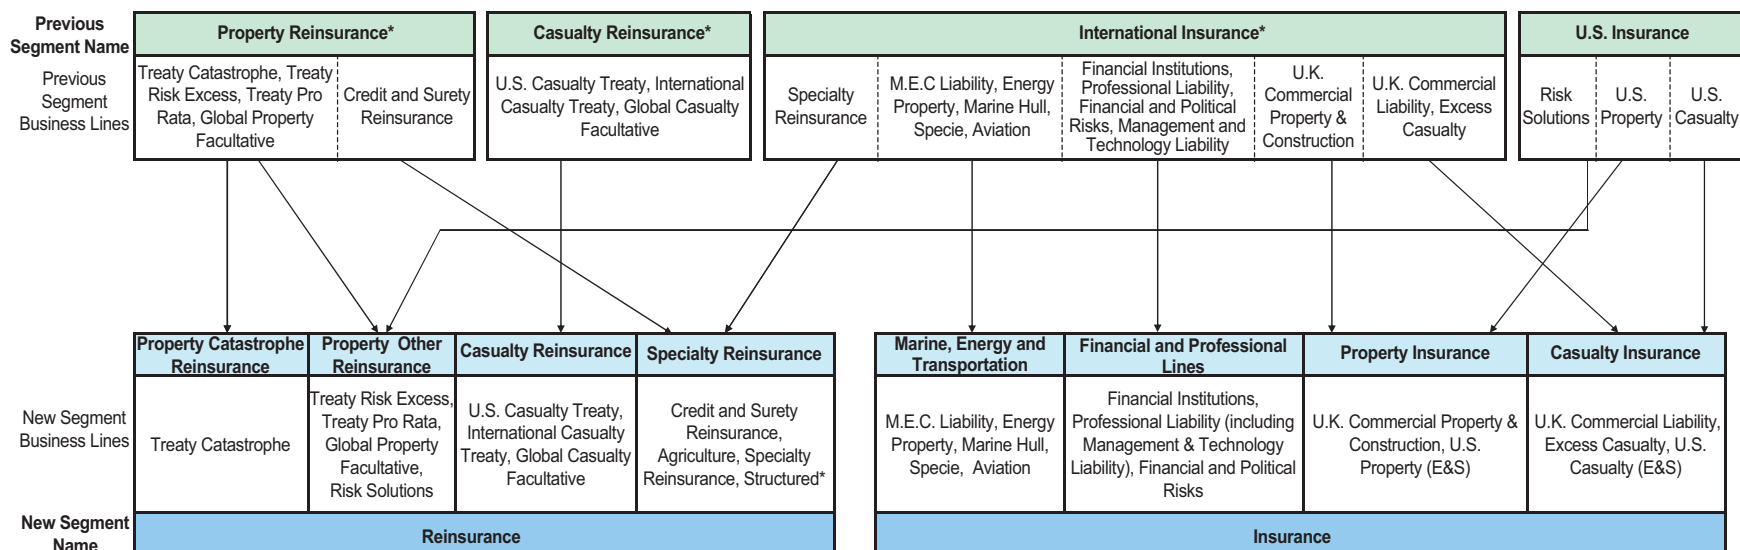 Previous
Segment Name
Property Reinsurance*
Casualty Reinsurance*
International Insurance*
U.S. Insurance
Previous
Segment
Business Lines
Treaty Catastrophe, Treaty
Risk Excess, Treaty Pro
Rata, Global Property
Facultative
Credit and Surety
Reinsurance
U.S. Casualty Treaty, International
Casualty Treaty, Global Casualty
Facultative
Specialty
Reinsurance
M.E.C Liability, Energy
Property, Marine Hull,
Specie, Aviation
Financial Institutions,
Professional Liability,
Financial and Political
Risks, Management and
Technology Liability
U.K.
Commercial
Property &
Construction
U.K. Commercial
Liability, Excess
Casualty
Risk
Solutions
U.S.
Property
U.S.
Casualty
Property Catastrophe
Reinsurance
Property Other
Reinsurance
Casualty Reinsurance
Specialty Reinsurance
Marine, Energy and
Transportation
Financial and Professional
Lines
Property Insurance
Casualty Insurance
New Segment
Business Lines
Treaty Catastrophe
Treaty Risk Excess,
Treaty Pro Rata,
Global Property
Facultative,
Risk Solutions
U.S. Casualty Treaty,
International Casualty
Treaty, Global Casualty
Facultative
Credit and Surety
Reinsurance,
Agriculture, Specialty
Reinsurance, Structured*
M.E.C. Liability, Energy
Property, Marine Hull,
Specie, Aviation
Financial Institutions,
Professional Liability (including
Management & Technology
Liability), Financial and Political
Risks
U.K. Commercial Property &
Construction, U.S.
Property (E&S)
U.K. Commercial Liability,
Excess Casualty, U.S.
Casualty (E&S)
New Segment
Name
Reinsurance
Insurance